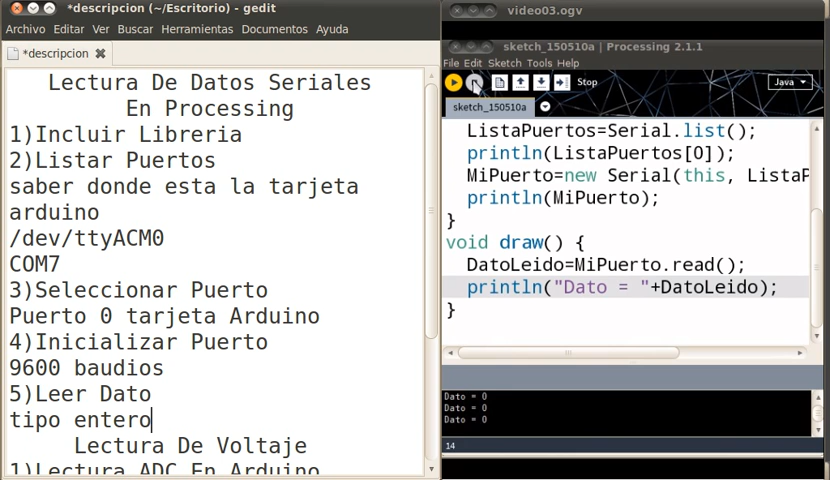 *descripcion (~/Escritorio) - gedit
Archivo Editar Ver Buscar Herramientas Documentos Ayuda
*descripcion
Lectura De Datos Seriales
En Processing
1)Incluir Libreria
2)Listar Puertos
saber donde esta la tarjeta
arduino
/dev/ttyACM0
COM7
3)Seleccionar Puerto
Puerto 0 tarjeta Arduino
4)Inicializar Puerto
9600 baudios
5)Leer Dato
tipo entero
Lectura De Voltaje
1)Lectura ADC En Arduino
video03.ogv
sketch_150510a | Processing 2.1.1
File Edit Sketch Tools Help
Stop
Java
sketch_150510a
ListaPuertos=Serial.list();
println(ListaPuertos[0]);
MiPuerto=new Serial(this, ListaP
println(MiPuerto);
}
void draw() {
DatoLeido=MiPuerto.read();
println("Dato = "+DatoLeido);
}
Dato = 0
Dato = 0
Dato = 0
14